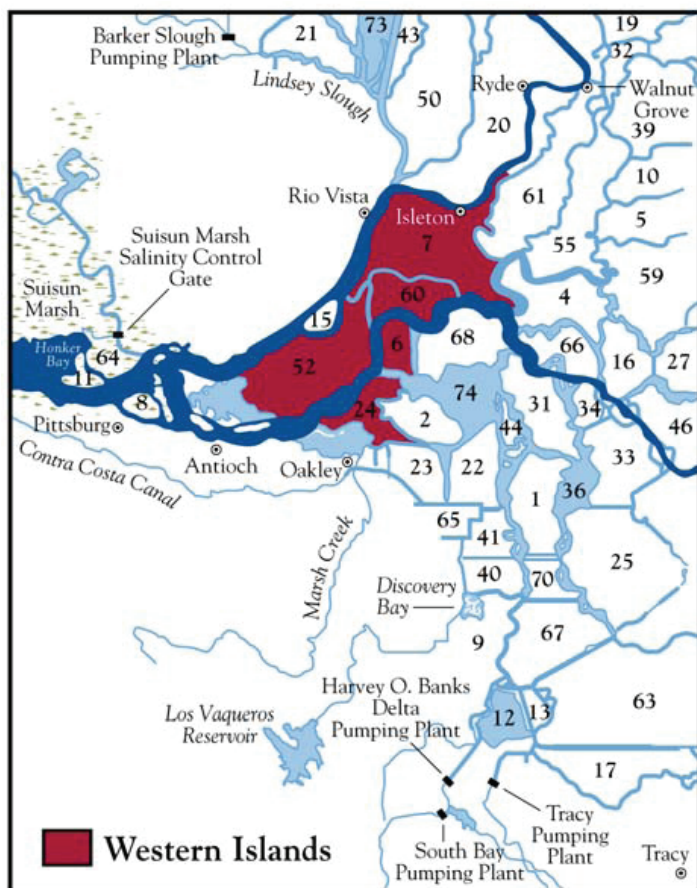 19
Barker Slough
Pumping Plant
21
73
43
32
Lindsey Slough
50
Ryde
Walnut
Grove
20
39
10
Rio Vista
Isleton
61
5
7
55
Suisun Marsh
Salinity Control
Gate
59
Suisun
Marsh
60
4
15
Honker
Bay
64
6
68
66
16
27
11
52
8
74
24
2
31
34
46
Pittsburg
44
Antioch
Oakley
23
22
33
Contra Costa Canal
1
36
65
41
25
Marsh Creek
40
70
Discovery
Bay
9
67
Harvey O. Banks
Delta
Pumping Plant
63
Los Vaqueros
Reservoir
12
13
17
Tracy
Pumping
Plant
Western Islands
South Bay
Pumping Plant
Tracy